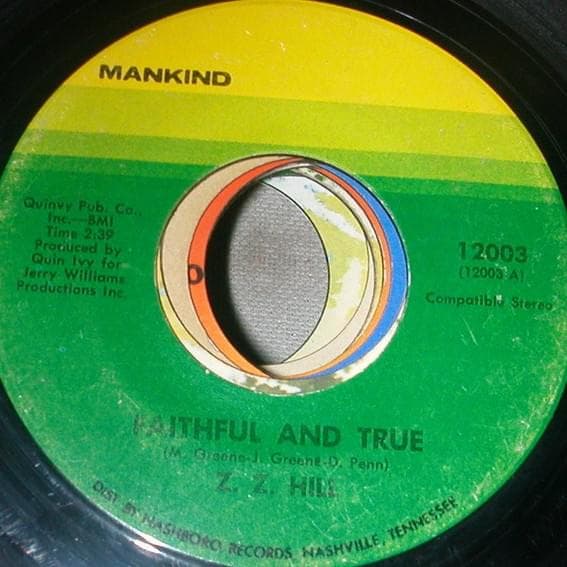 MANKIND
Quinvy Pub. Co.,
Inc.—BMI
Time 2:39
Produced by
Quin Ivy for
Jerry Williams
Productions Inc.
12003
(12003 A)
Compatible Stereo
FAITHFUL AND TRUE
(M. Greene-J. Greene-D. Penn)
Z. Z. HILL
DIST. BY NASHBORO RECORDS NASHVILLE, TENNESSEE